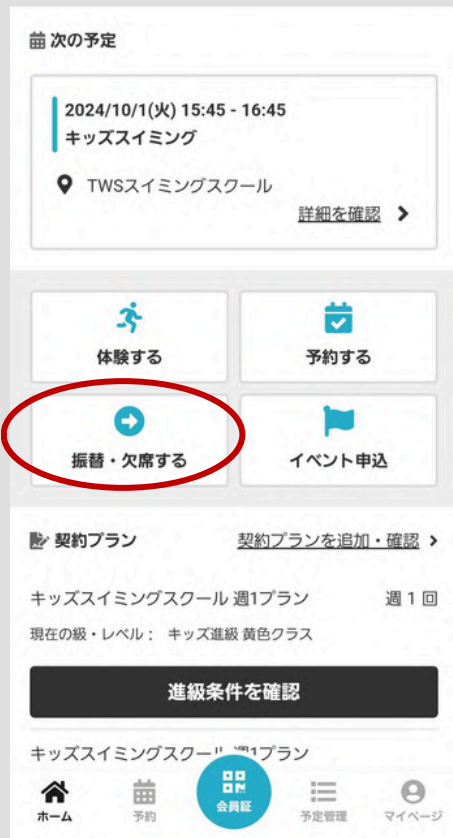 次の予定
2024/10/1(火) 15:45 - 16:45
キッズスイミング
TWSスイミングスクール
詳細を確認
体験する
予約する
振替・欠席する
イベント申込
契約プラン
契約プランを追加・確認
キッズスイミングスクール 週1プラン
週 1 回
現在の級・レベル： キッズ進級 黄色クラス
進級条件を確認
キッズスイミングスクール 週1プラン
ホーム
予約
会員証
予定管理
マイページ